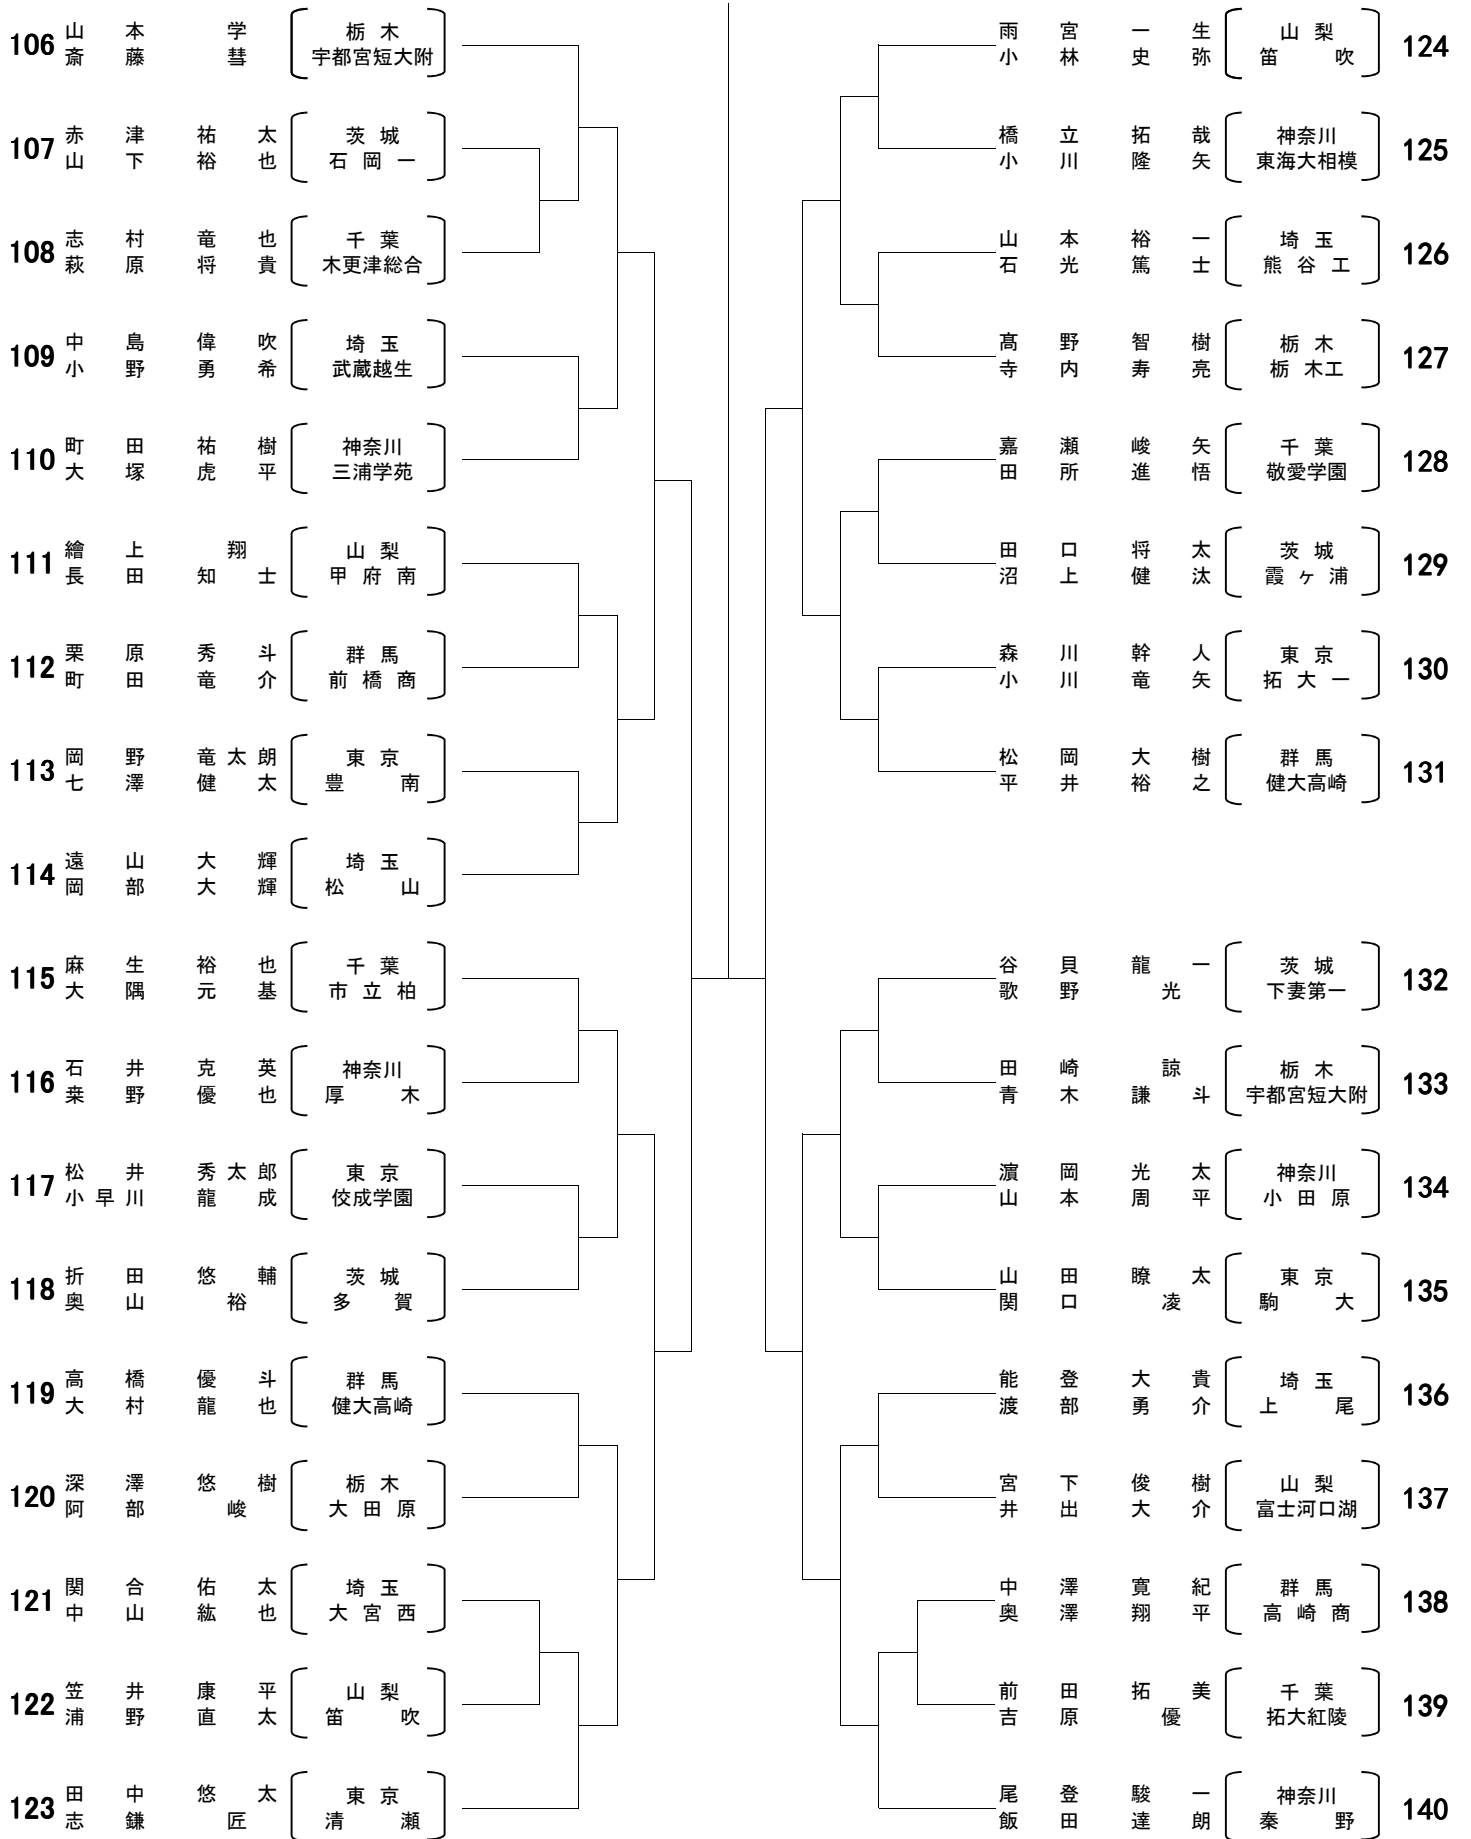 106 山本 学 栃木
斎藤 彗 宇都宮短大附
107 赤津祐太 茨城
山下裕也 石岡一
108 志村竜也 千葉
萩原将貴 木更津総合
109 中島偉吹 埼玉
小野勇希 武蔵越生
110 町田祐樹 神奈川
大塚虎平 三浦学苑
111 繪上 翔 山梨
長田知士 甲府南
112 栗原秀斗 群馬
町田竜介 前橋商
113 岡野竜太朗 東京
七澤健太 豊南
114 遠山大輝 埼玉
岡部大輝 松山
115 麻生裕也 千葉
大隅元基 市立柏
116 石井克英 神奈川
桒野優也 厚木
117 松井秀太郎 東京
小早川龍成 佼成学園
118 折田悠輔 茨城
奥山 裕 多賀
119 高橋優斗 群馬
大村龍也 健大高崎
120 深澤悠樹 栃木
阿部 峻 大田原
121 関合佑太 埼玉
中山紘也 大宮西
122 笠井康平 山梨
浦野直太 笛吹
123 田中悠太 東京
志鎌 匠 清瀬
雨宮一生 山梨 124
小林史弥 笛吹
橋立拓哉 神奈川 125
小川隆矢 東海大相模
山本裕一 埼玉 126
石光篤士 熊谷工
髙野智樹 栃木 127
寺内寿亮 栃木工
嘉瀬峻矢 千葉 128
田所進悟 敬愛学園
田口将太 茨城 129
沼上健汰 霞ヶ浦
森川幹人 東京 130
小川竜矢 拓大一
松岡大樹 群馬 131
平井裕之 健大高崎
谷貝龍一 茨城 132
歌野 光 下妻第一
田崎 諒 栃木 133
青木謙斗 宇都宮短大附
濵岡光太 神奈川 134
山本周平 小田原
山田瞭太 東京 135
関口 凌 駒大
能登大貴 埼玉 136
渡部勇介 上尾
宮下俊樹 山梨 137
井出大介 富士河口湖
中澤寛紀 群馬 138
奥澤翔平 高崎商
前田拓美 千葉 139
吉原 優 拓大紅陵
尾登駿一 神奈川 140
飯田達朗 秦野